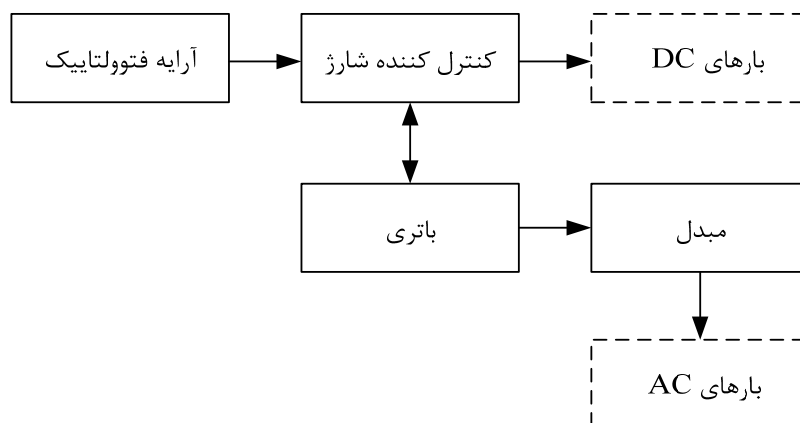 آرایه فتوولتاییک
کنترل کننده شارژ
بارهای DC
باتری
مبدل
بارهای AC